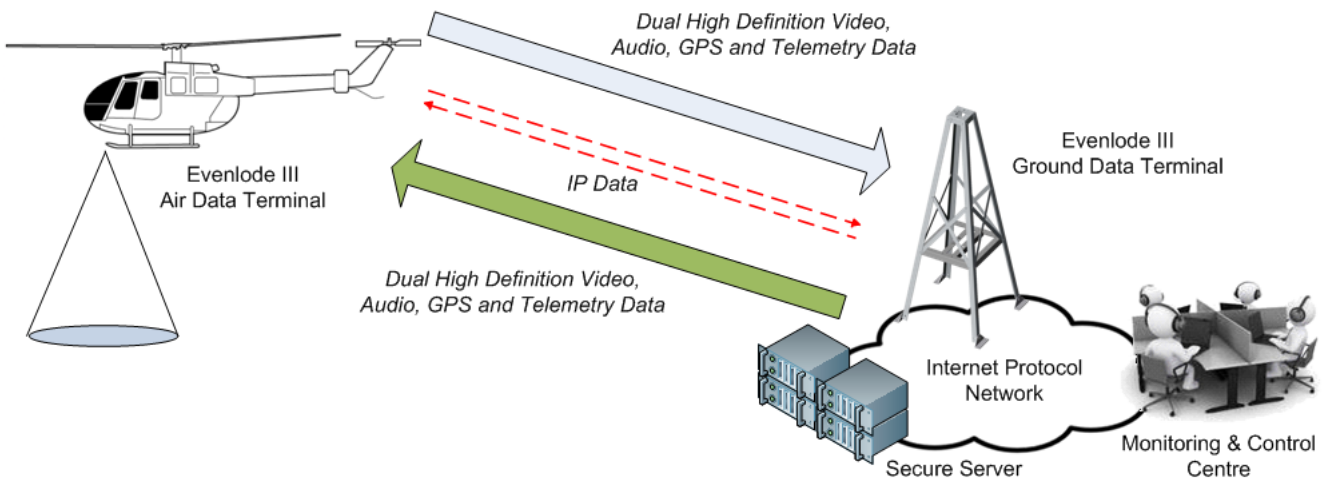 Dual High Definition Video,
Audio, GPS and Telemetry Data
Evenlode III
Air Data Terminal
IP Data
Evenlode III
Ground Data Terminal
Dual High Definition Video,
Audio, GPS and Telemetry Data
Internet Protocol
Network
Secure Server
Monitoring & Control
Centre